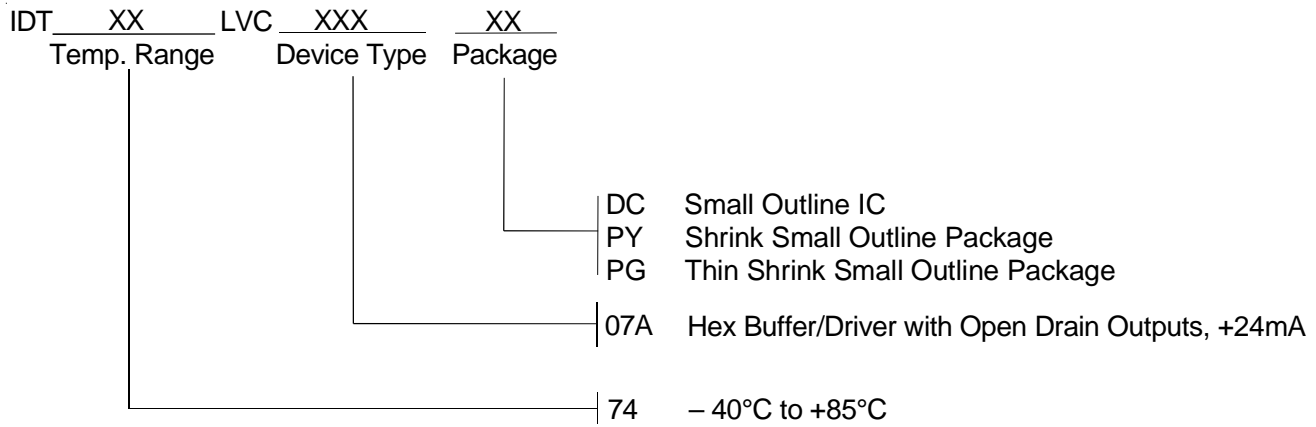 IDT XX LVC XXX XX
Temp. Range Device Type Package
DC Small Outline IC
PY Shrink Small Outline Package
PG Thin Shrink Small Outline Package
07A Hex Buffer/Driver with Open Drain Outputs, +24mA
74 – 40°C to +85°C